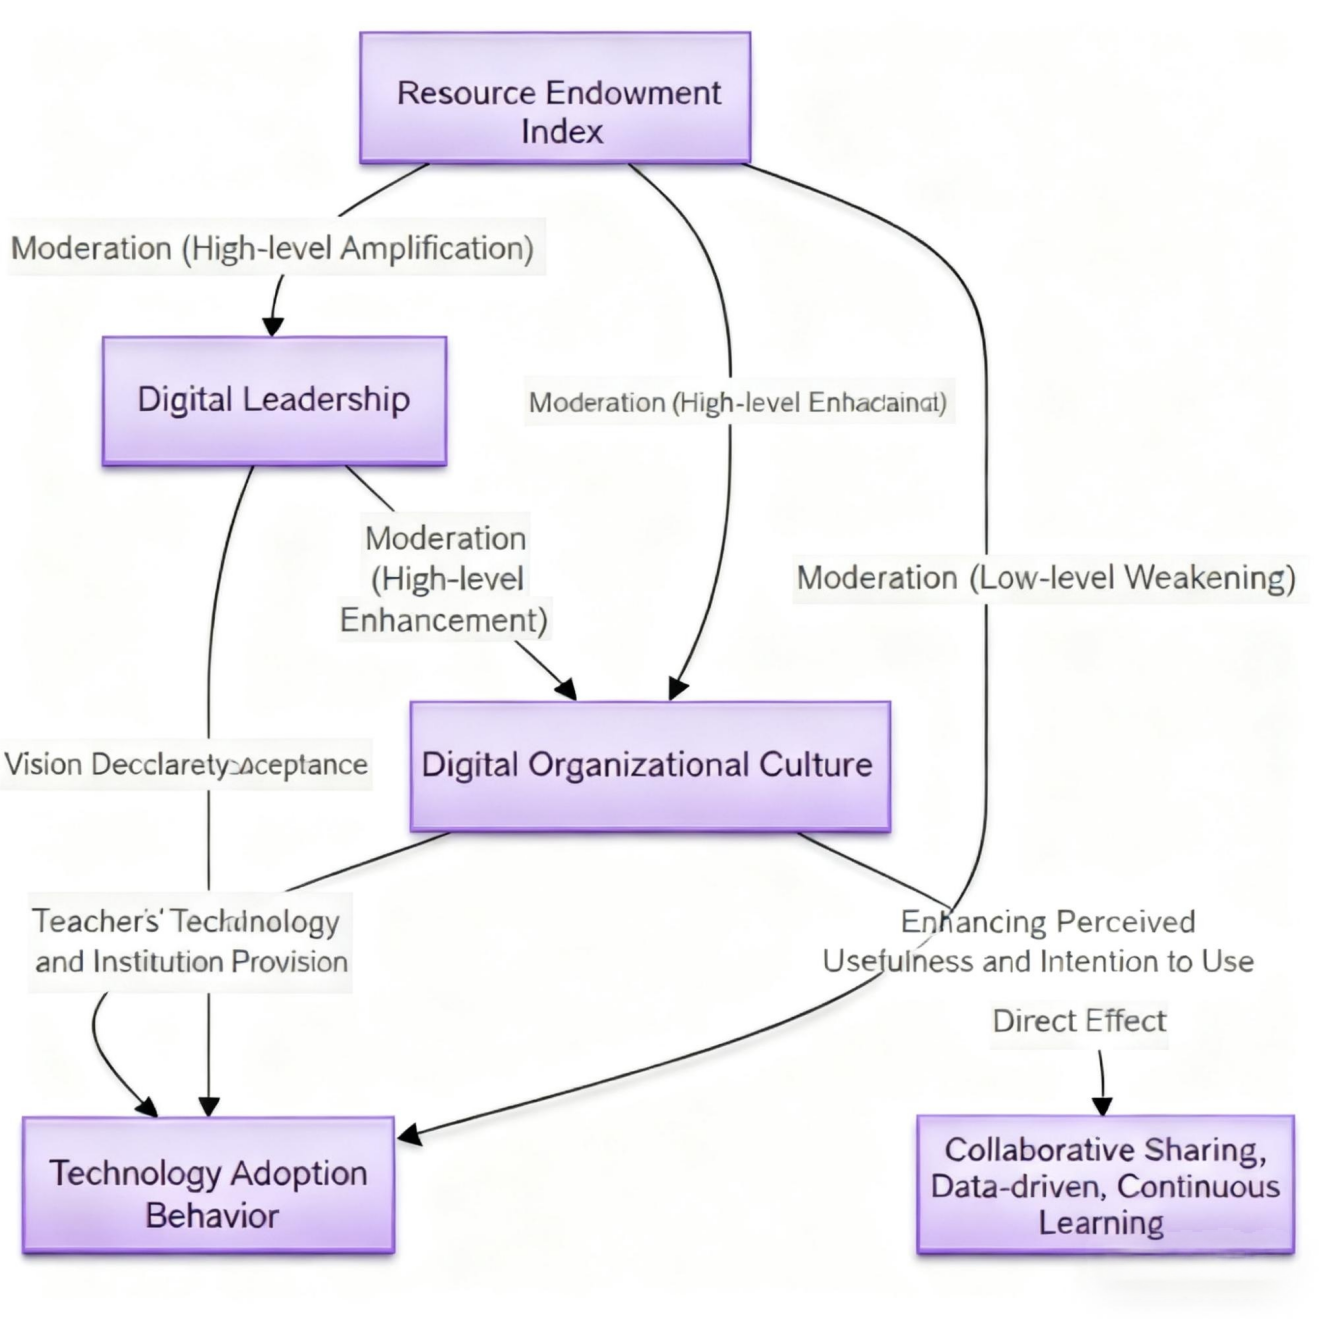 Resource Endowment
Index
Moderation (High-level Amplification)
Digital Leadership
Moderation (High-level
Moderation
(High-level
Enhancement)
Moderation (Low-level Weakening)
Vision
Digital Organizational Culture
Teachers'
and Institution Provision
Enhancing Perceived
Usefulness and Intention to Use
Direct Effect
Technology Adoption
Behavior
Collaborative Sharing,
Data-driven, Continuous
Learning